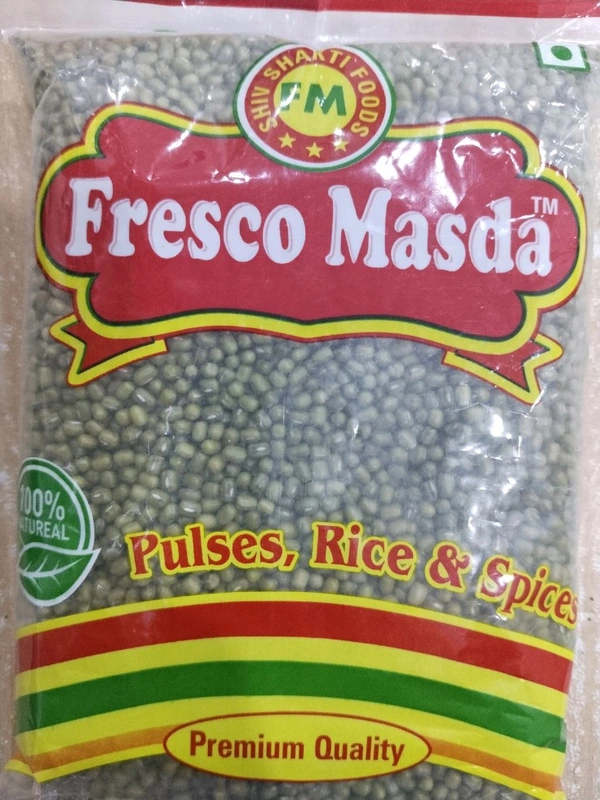 SHIV SHAKTI FOODS
FM
Fresco Masda™
100%
NATUREAL
Pulses, Rice & Spices
Premium Quality